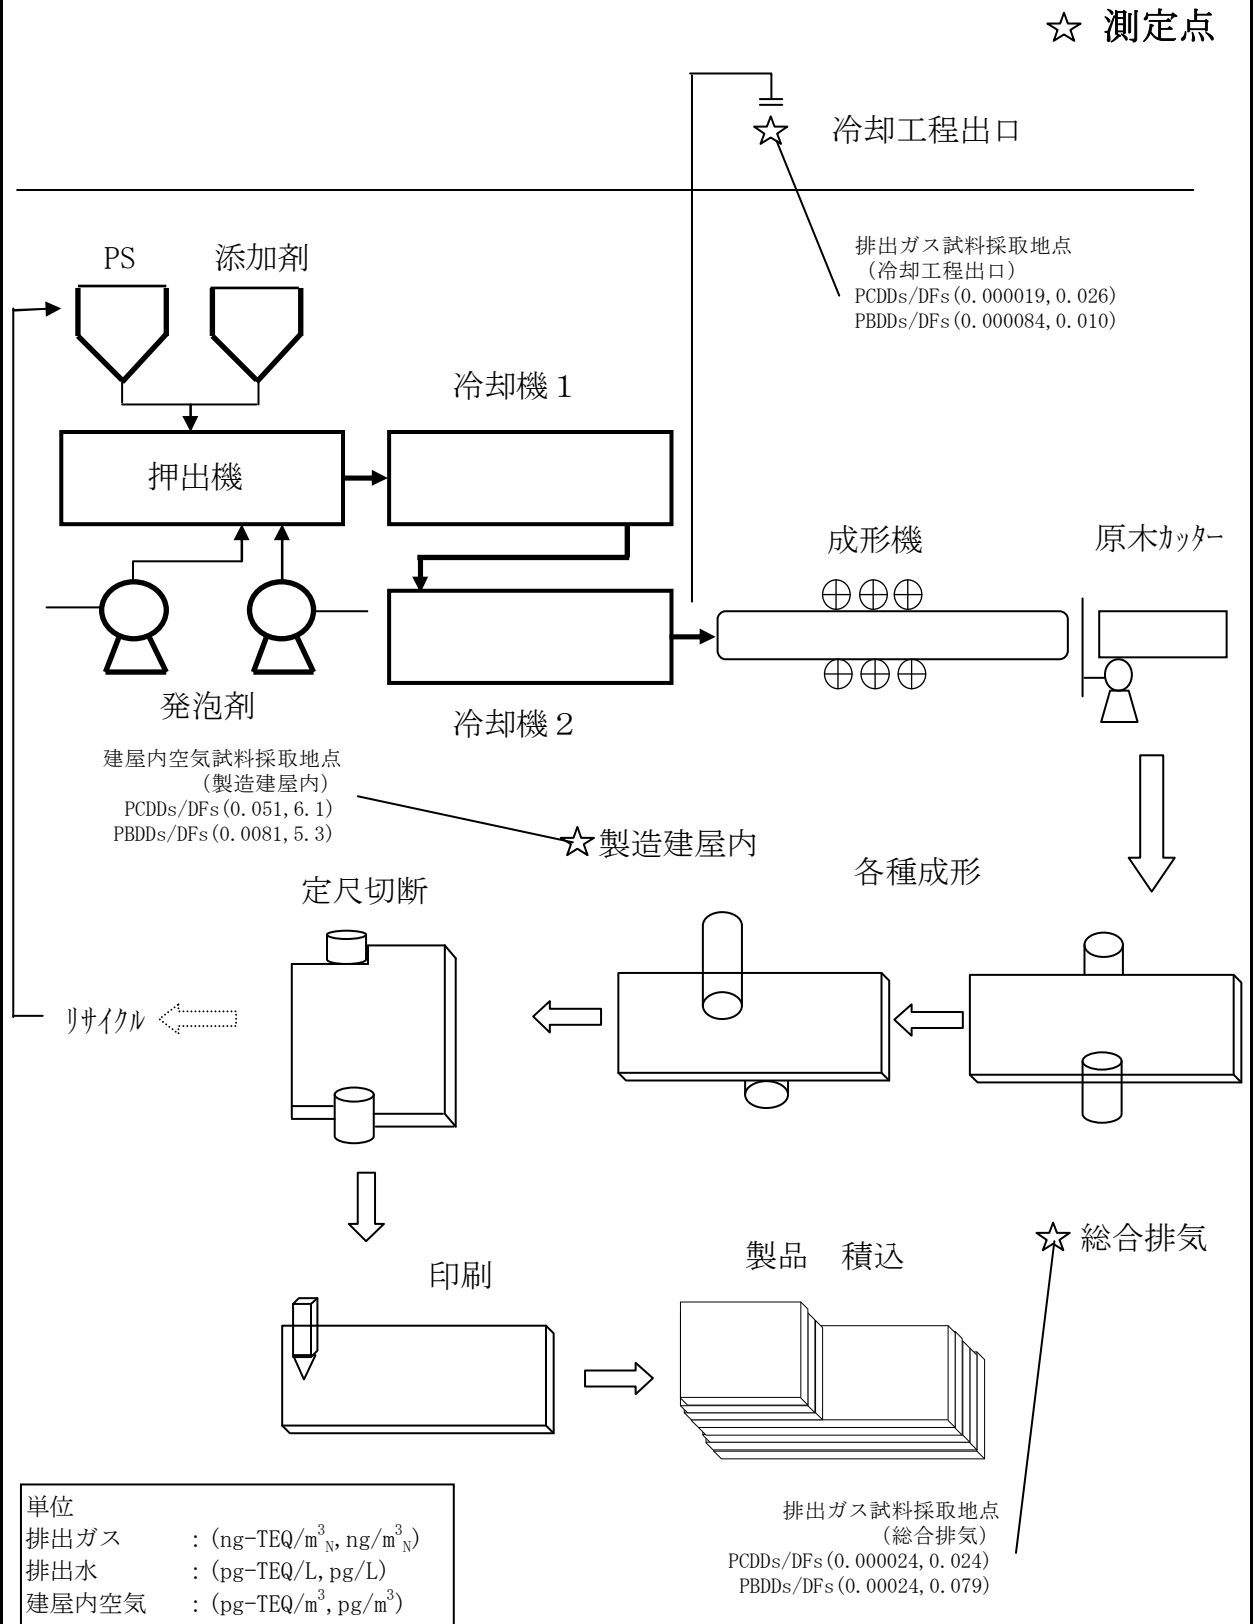 ☆ 測定点
冷却工程出口
排出ガス試料採取地点
(冷却工程出口)
PCDDs/DFs(0.000019,0.026)
PBDDs/DFs(0.000084,0.010)
PS
添加剤
冷却機1
押出機
成形機
原木ｶｯﾀｰ
発泡剤
冷却機2
建屋内空気試料採取地点
(製造建屋内)
PCDDs/DFs(0.051,6.1)
PBDDs/DFs(0.0081,5.3)
☆製造建屋内
各種成形
定尺切断
ﾘｻｲｸﾙ
☆ 総合排気
製品　積込
印刷
排出ガス試料採取地点
(総合排気)
PCDDs/DFs(0.000024,0.024)
PBDDs/DFs(0.00024,0.079)
単位
排出ガス : (ng-TEQ/m³N,ng/m³N)
排出水 : (pg-TEQ/L,pg/L)
建屋内空気 : (pg-TEQ/m³,pg/m³)